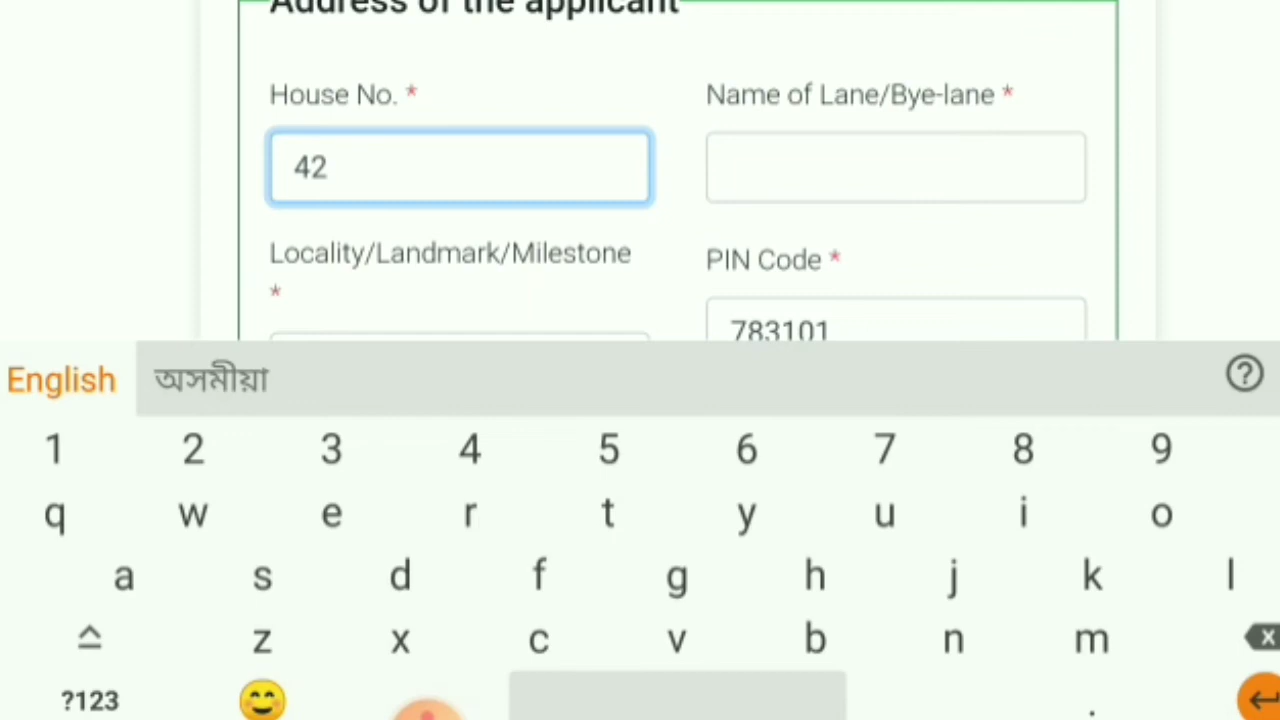 Address of the applicant
House No. *
Name of Lane/Bye-lane *
42
Locality/Landmark/Milestone
*
PIN Code *
783101
English অসমীয়া
1 2 3 4 5 6 7 8 9
q w e r t y u i o
a s d f g h j k l
z x c v b n m
?123 .